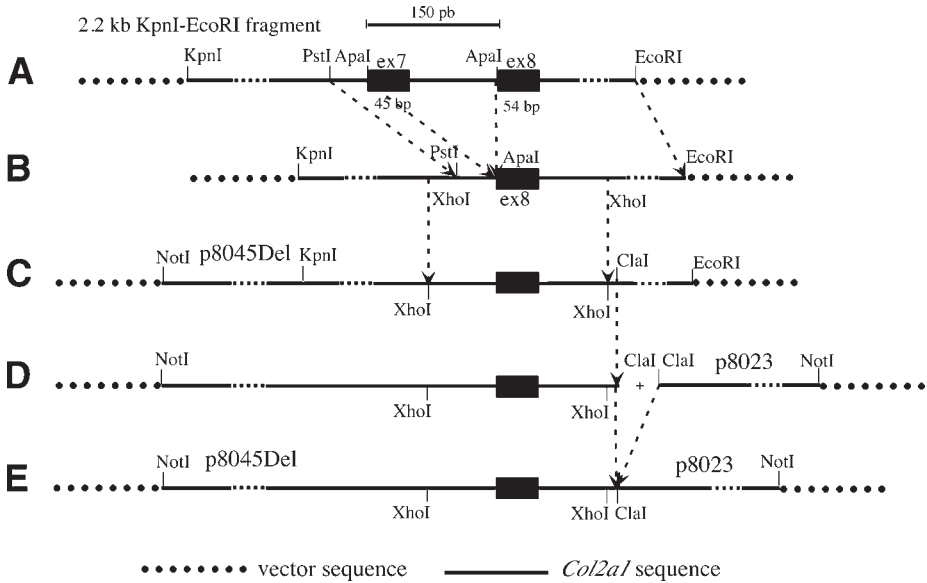 150 pb
2.2 kb KpnI-EcoRI fragment
A KpnI PstI ApaI ex7 ApaI ex8 EcoRI
45 bp 54 bp
B KpnI PstI ApaI EcoRI
XhoI ex8 XhoI
C NotI p8045Del KpnI ClaI EcoRI
XhoI XhoI
D NotI ClaI ClaI p8023 NotI
+
XhoI XhoI
E NotI p8045Del p8023 NotI
XhoI XhoI ClaI
vector sequence Col2a1 sequence